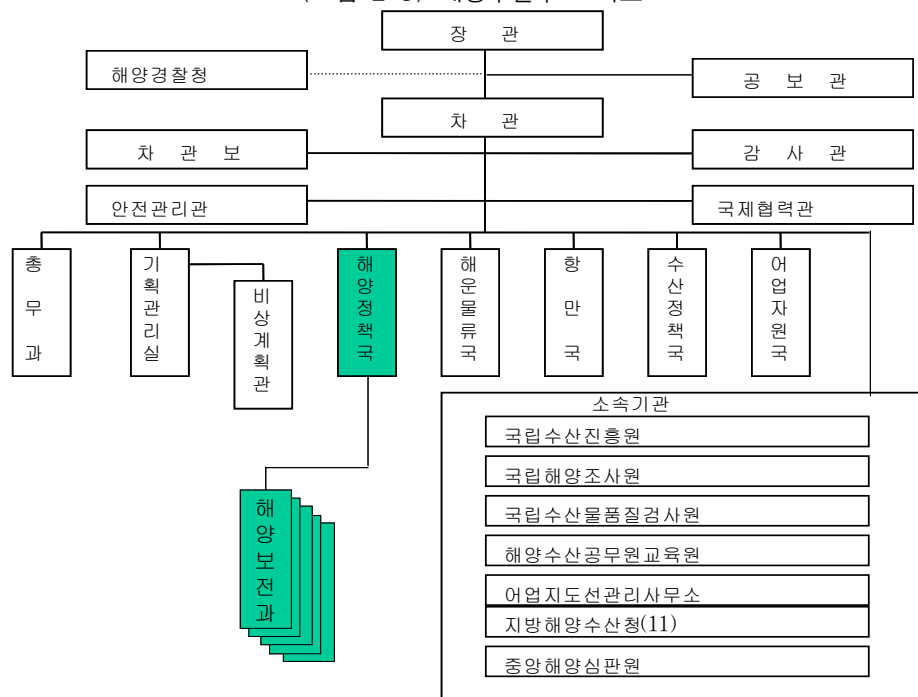 장 관
해양경찰청
공 보 관
차 관
차 관 보
감 사 관
안전관리관
국제협력관
총 무 과
기획관리실
비상계획관
해양정책국
해운물류국
항 만 국
수산정책국
어업자원국
소속기관
국립수산진흥원
국립해양조사원
국립수산물품질검사원
해양수산공무원교육원
어업지도선관리사무소
지방해양수산청(11)
중앙해양심판원
해양보전과